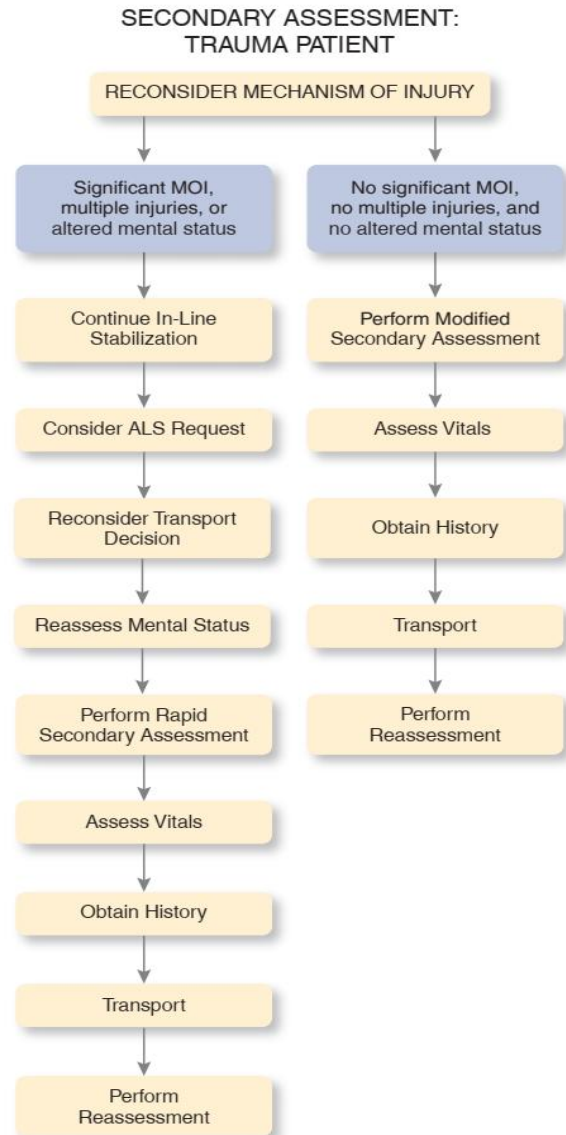 SECONDARY ASSESSMENT:
TRAUMA PATIENT
RECONSIDER MECHANISM OF INJURY
Significant MOI,
multiple injuries, or
altered mental status
Continue In-Line
Stabilization
Consider ALS Request
Reconsider Transport
Decision
Reassess Mental Status
Perform Rapid
Secondary Assessment
Assess Vitals
Obtain History
Transport
Perform
Reassessment
No significant MOI,
no multiple injuries, and
no altered mental status
Perform Modified
Secondary Assessment
Assess Vitals
Obtain History
Transport
Perform
Reassessment